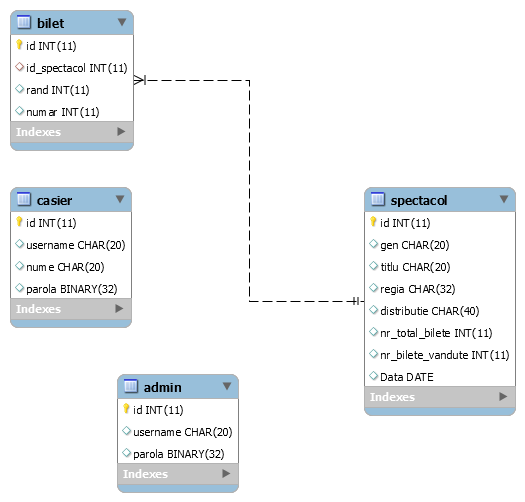 bilet
id INT(11)
id_spectacol INT(11)
rand INT(11)
numar INT(11)
Indexes
casier
id INT(11)
username CHAR(20)
nume CHAR(20)
parola BINARY(32)
Indexes
spectacol
id INT(11)
gen CHAR(20)
titlu CHAR(20)
regia CHAR(32)
distributie CHAR(40)
nr_total_bilete INT(11)
nr_bilete_vandute INT(11)
Data DATE
Indexes
admin
id INT(11)
username CHAR(20)
parola BINARY(32)
Indexes